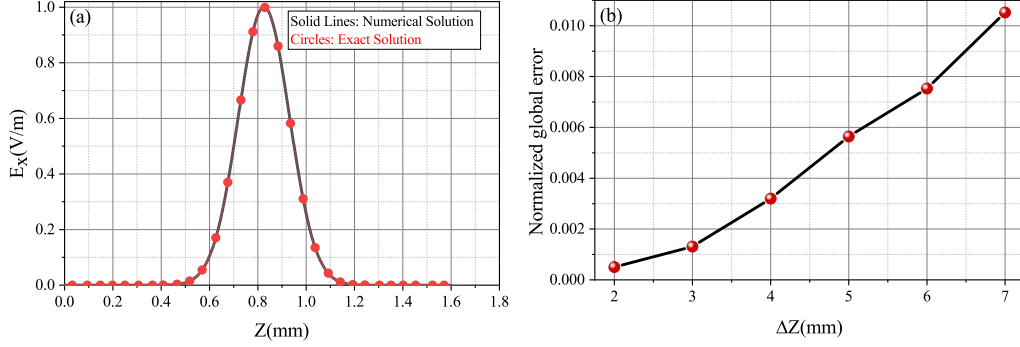 (a)
Solid Lines: Numerical Solution
Circles: Exact Solution
1.0
0.8
0.6
0.4
0.2
0.0
E_X(V/m)
0.0 0.2 0.4 0.6 0.8 1.0 1.2 1.4 1.6 1.8
Z(mm)
(b)
0.010
0.008
0.006
0.004
0.002
0.000
Normalized global error
2 3 4 5 6 7
ΔZ(mm)